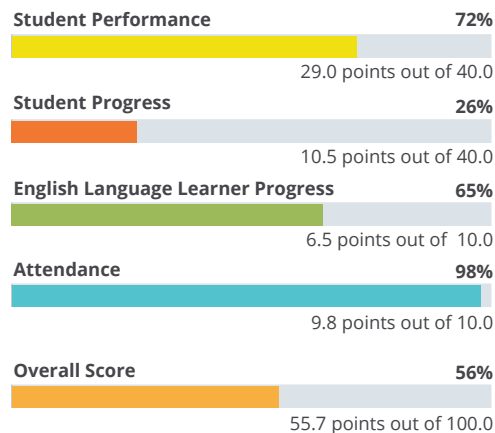 Student Performance 72%
29.0 points out of 40.0
Student Progress 26%
10.5 points out of 40.0
English Language Learner Progress 65%
6.5 points out of 10.0
Attendance 98%
9.8 points out of 10.0
Overall Score 56%
55.7 points out of 100.0